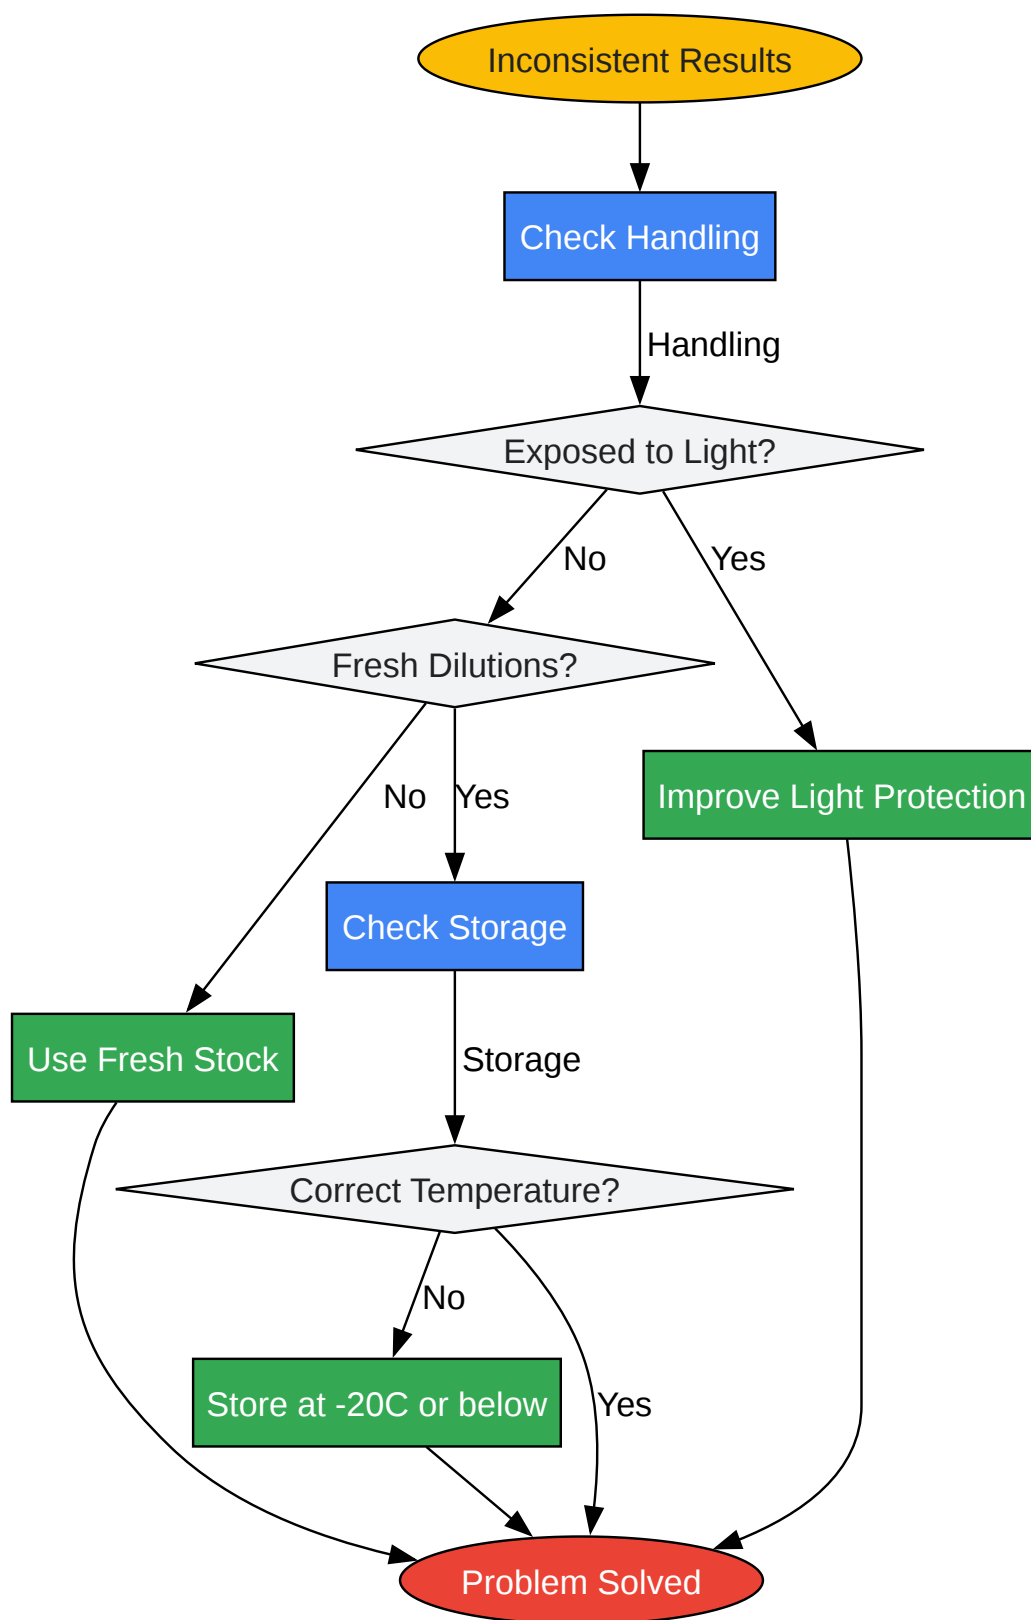 Inconsistent Results
Check Handling
Handling
Exposed to Light?
No
Yes
Fresh Dilutions?
No
Yes
Improve Light Protection
Check Storage
Use Fresh Stock
Storage
Correct Temperature?
No
Store at -20C or below
Yes
Problem Solved